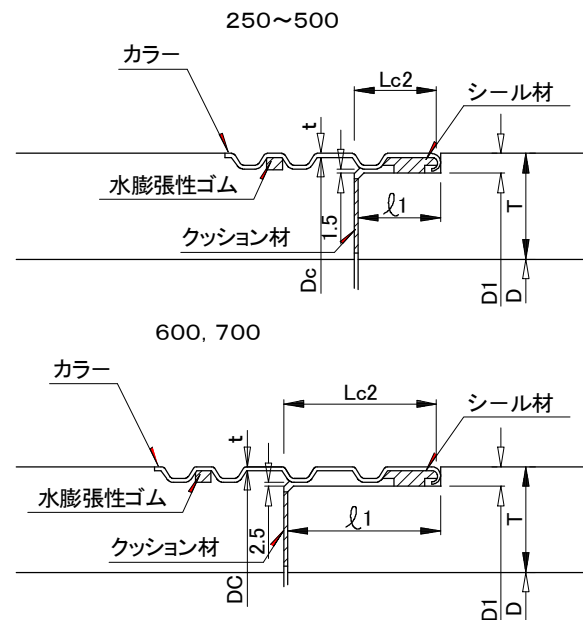 250～500
カラー
Lc2
シール材
t
水膨張性ゴム
ℓ1
T
1.5
クッション材
Dc
D1
D
600, 700
カラー
Lc2
シール材
t
水膨張性ゴム
ℓ1
T
クッション材
2.5
DC
D1
D